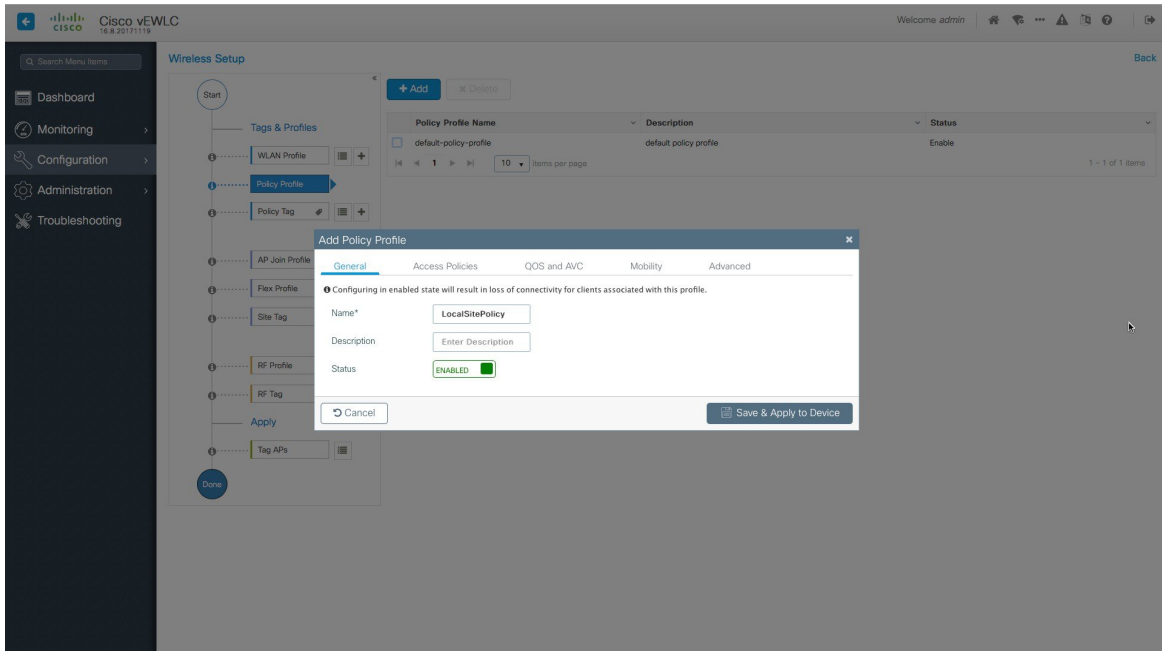 CISCO
Cisco vEWLC
16.8.20171119
Welcome admin
Search Menu Items
Dashboard
Monitoring
Configuration
Administration
Troubleshooting
Wireless Setup
Back
Start
Tags & Profiles
WLAN Profile
Policy Profile
Policy Tag
AP Join Profile
Flex Profile
Site Tag
RF Profile
RF Tag
Apply
Tag APs
Done
+ Add
× Delete
Policy Profile Name Description Status
default-policy-profile default policy profile Enable
1 10 items per page 1 – 1 of 1 items
Add Policy Profile
General Access Policies QOS and AVC Mobility Advanced
Configuring in enabled state will result in loss of connectivity for clients associated with this profile.
Name* LocalSitePolicy
Description Enter Description
Status ENABLED
Cancel Save & Apply to Device